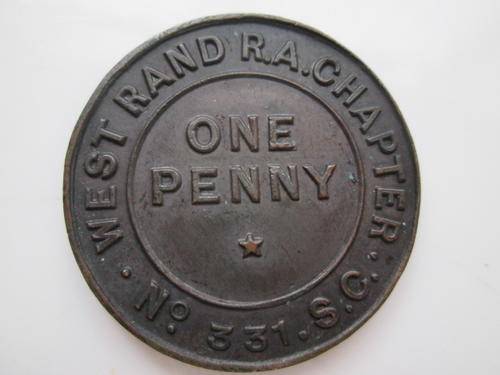 WEST RAND R.A. CHAPTER
ONE
PENNY
· No. 331. S.C. ·